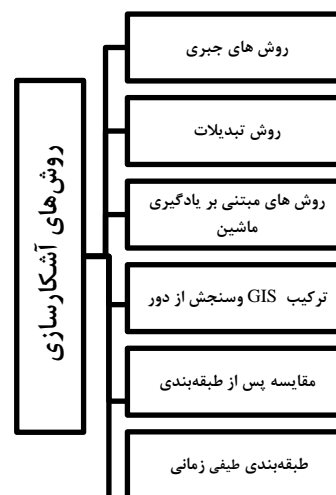 روش‌های آشکارسازی
روش های جبری
روش تبدیلات
روش های مبتنی بر یادگیری
ماشین
ترکیب GIS وسنجش از دور
مقایسه پس از طبقه‌بندی
طبقه‌بندی طیفی زمانی